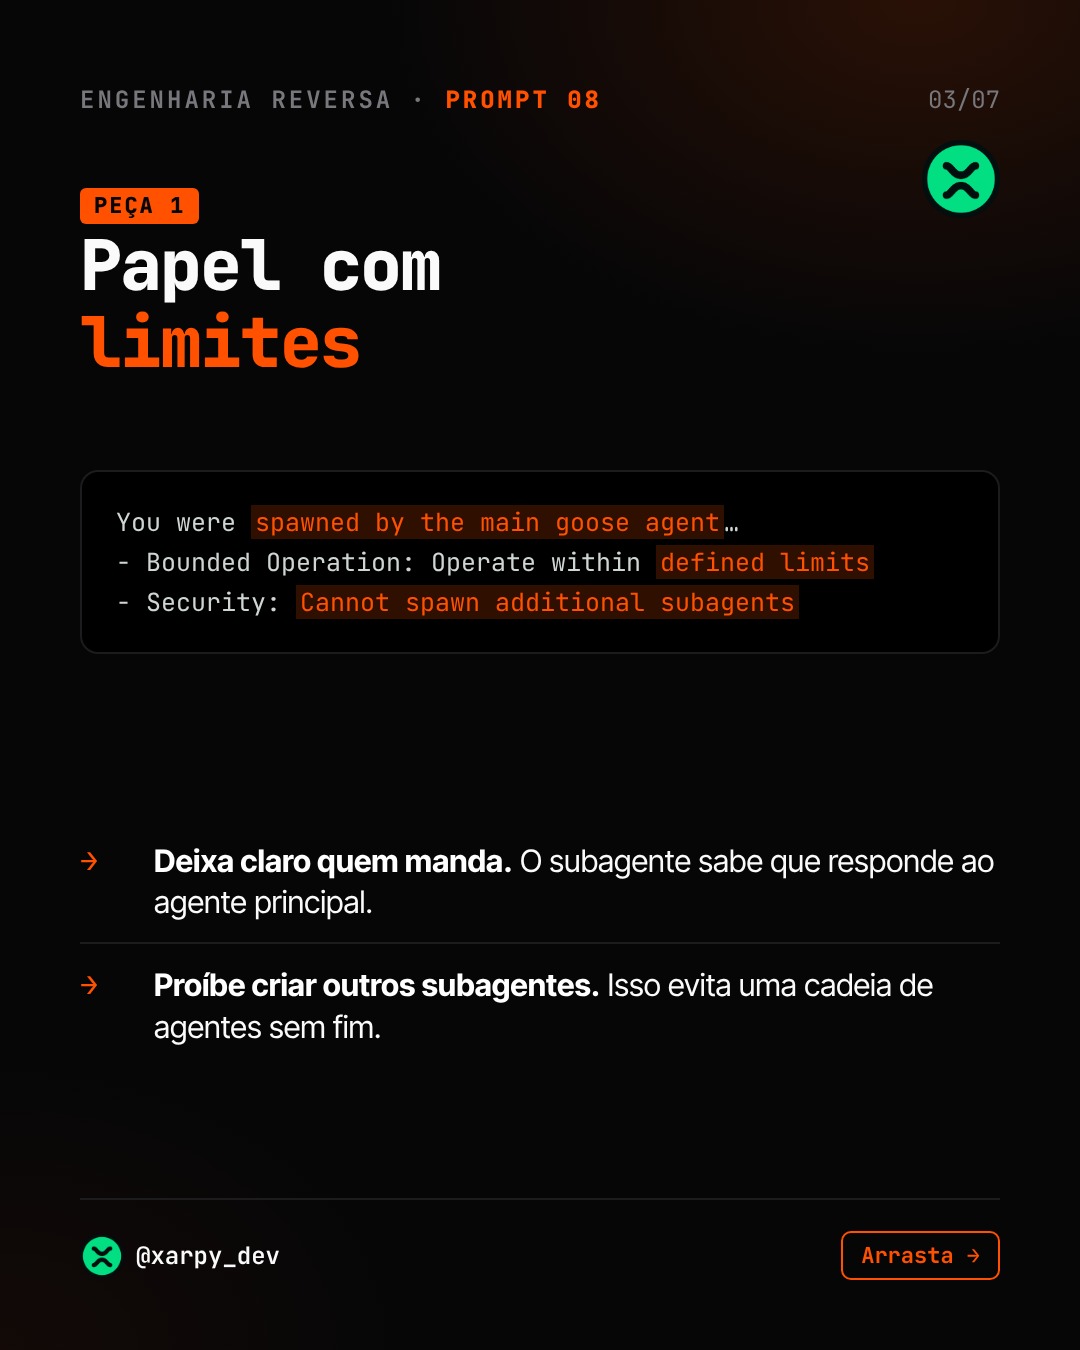 ENGENHARIA REVERSA · PROMPT 08
03/07
PEÇA 1
Papel com
limites
You were spawned by the main goose agent…
- Bounded Operation: Operate within defined limits
- Security: Cannot spawn additional subagents
→ Deixa claro quem manda. O subagente sabe que responde ao
agente principal.
→ Proíbe criar outros subagentes. Isso evita uma cadeia de
agentes sem fim.
@xarpy_dev
Arrasta →